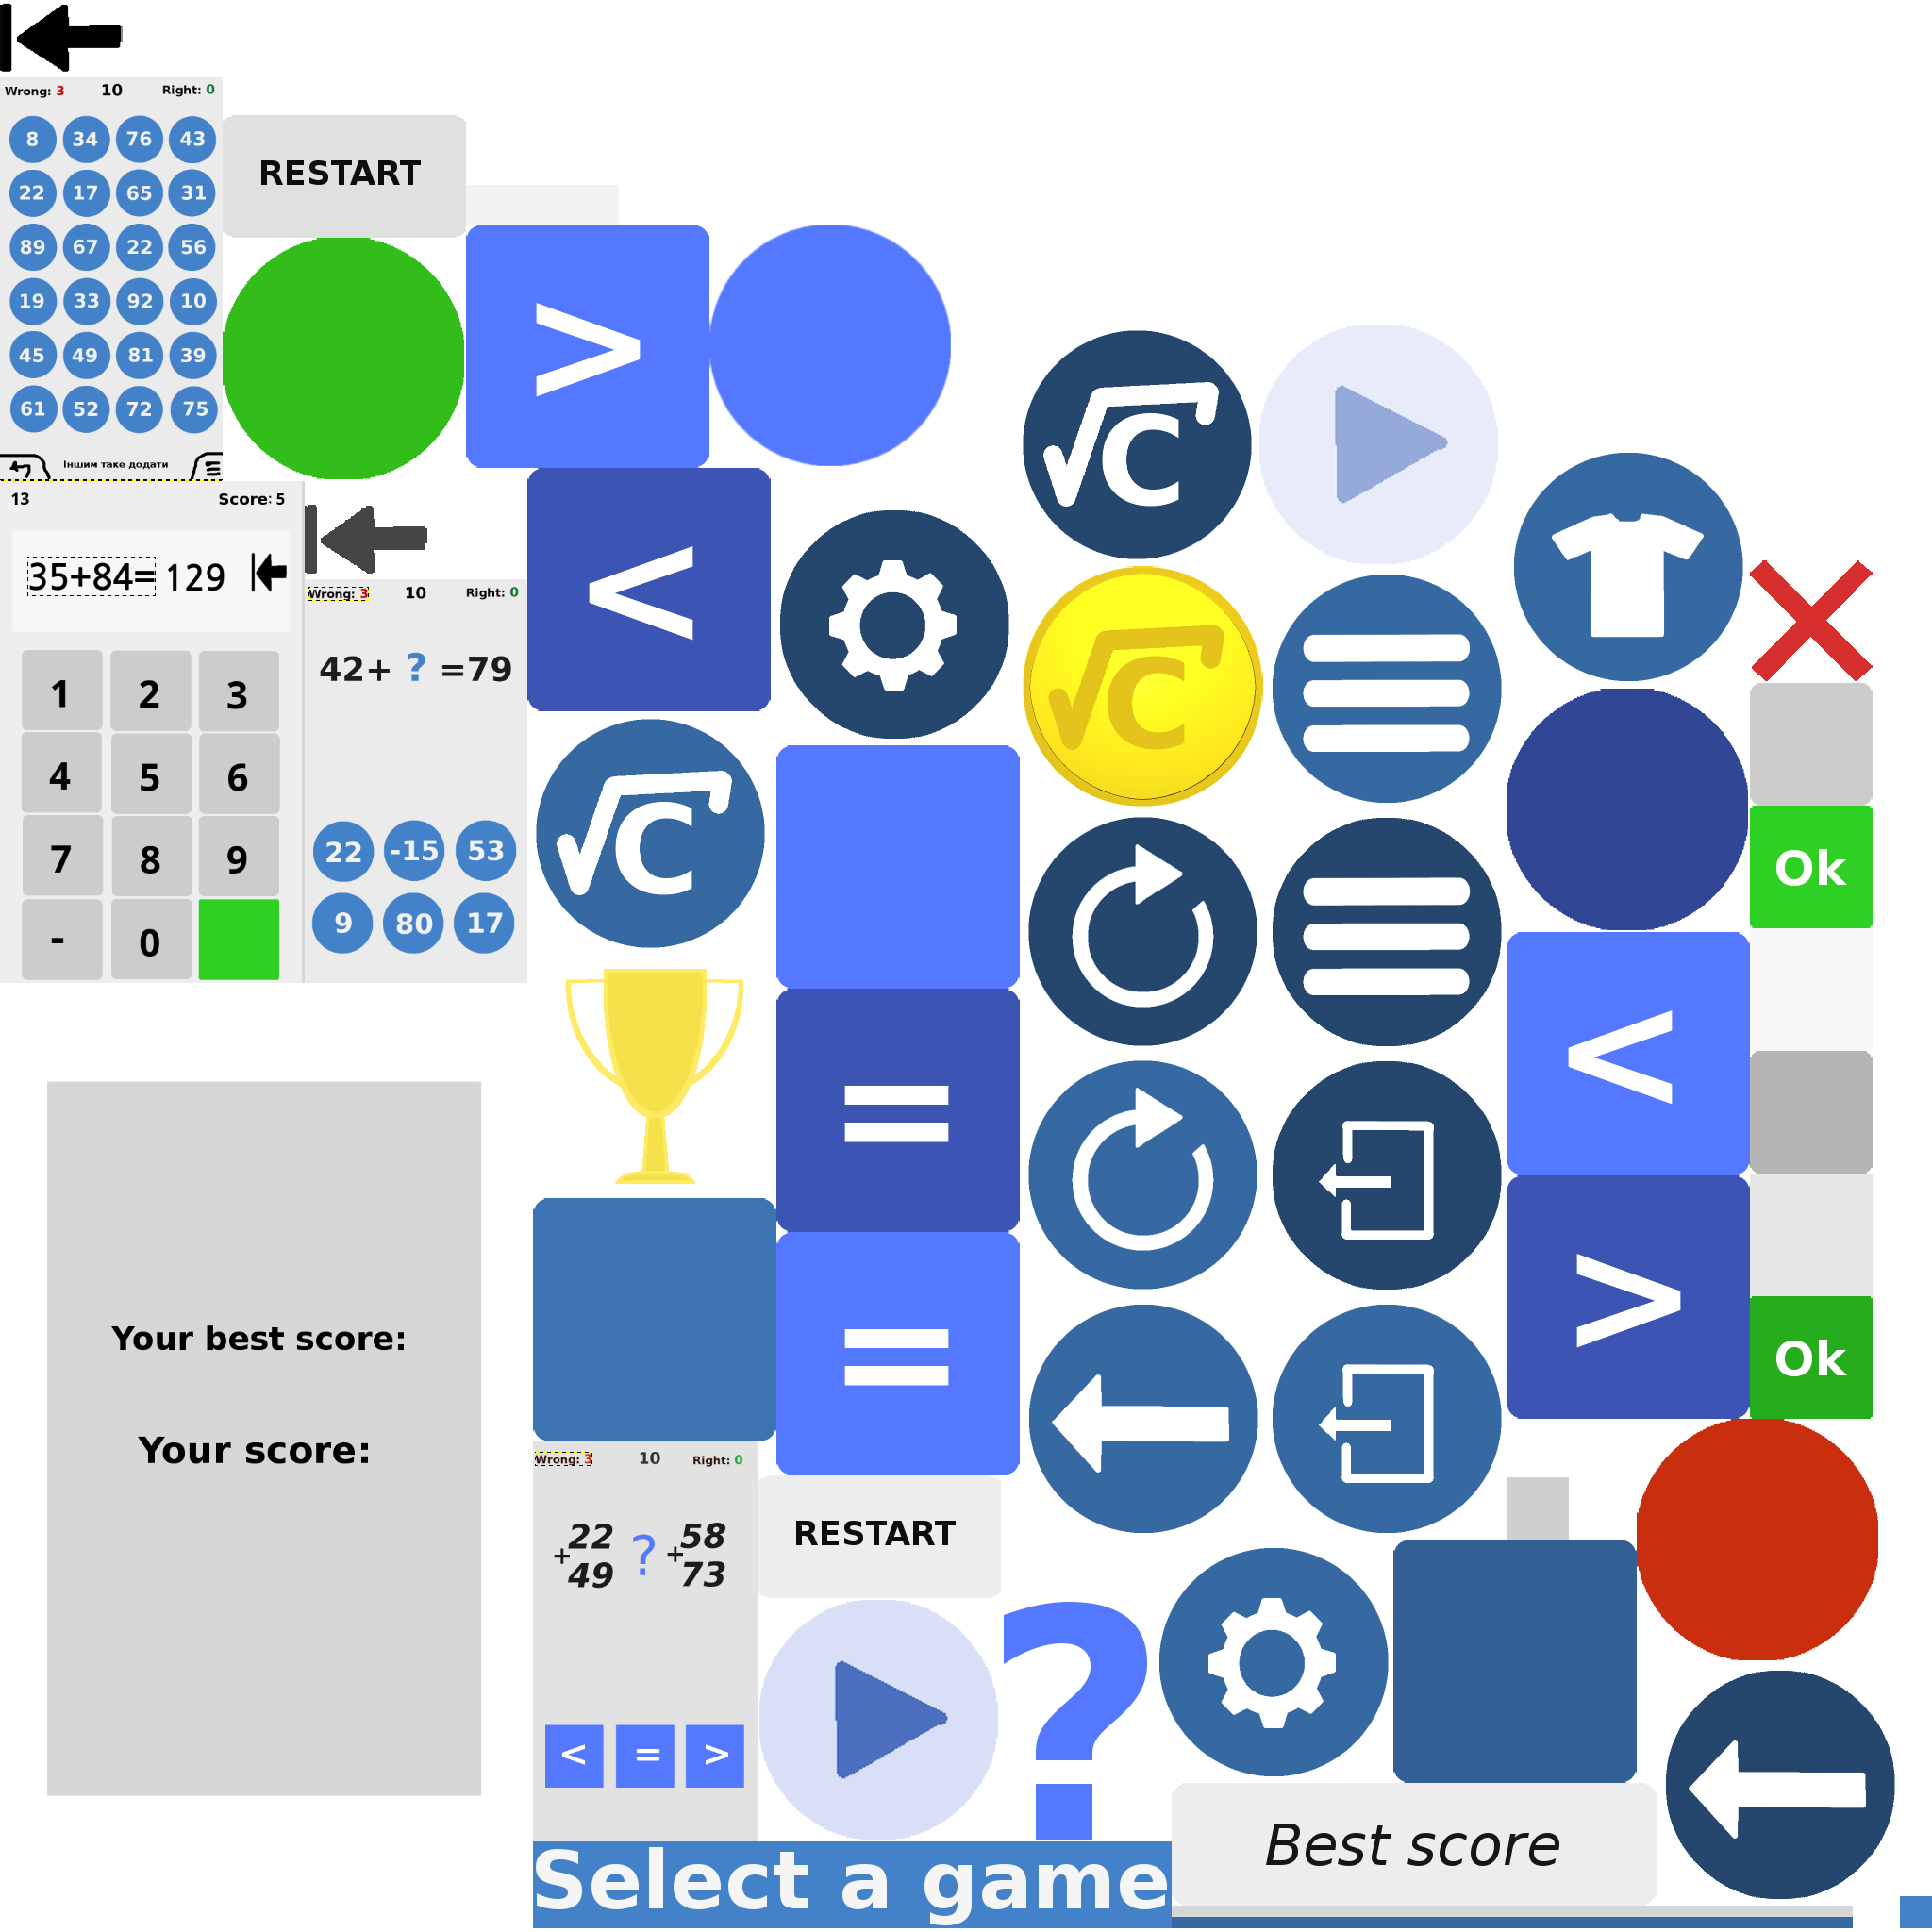 Wrong: 3 10 Right: 0
8 34 76 43
22 17 65 31
89 67 22 56
19 33 92 10
45 49 81 39
61 52 72 75
Іншим таке додати
RESTART
>
C
13 Score: 5
35+84= 129
1 2 3
4 5 6
7 8 9
- 0
Wrong: 3 10 Right: 0
42+ ? =79
22 -15 53
9 80 17
<
C
C
=
=
Ok
<
>
Ok
Your best score:
Your score:
Wrong: 3 10 Right: 0
22 ? 58
+ +
49 73
< = >
RESTART
?
Select a game
Best score